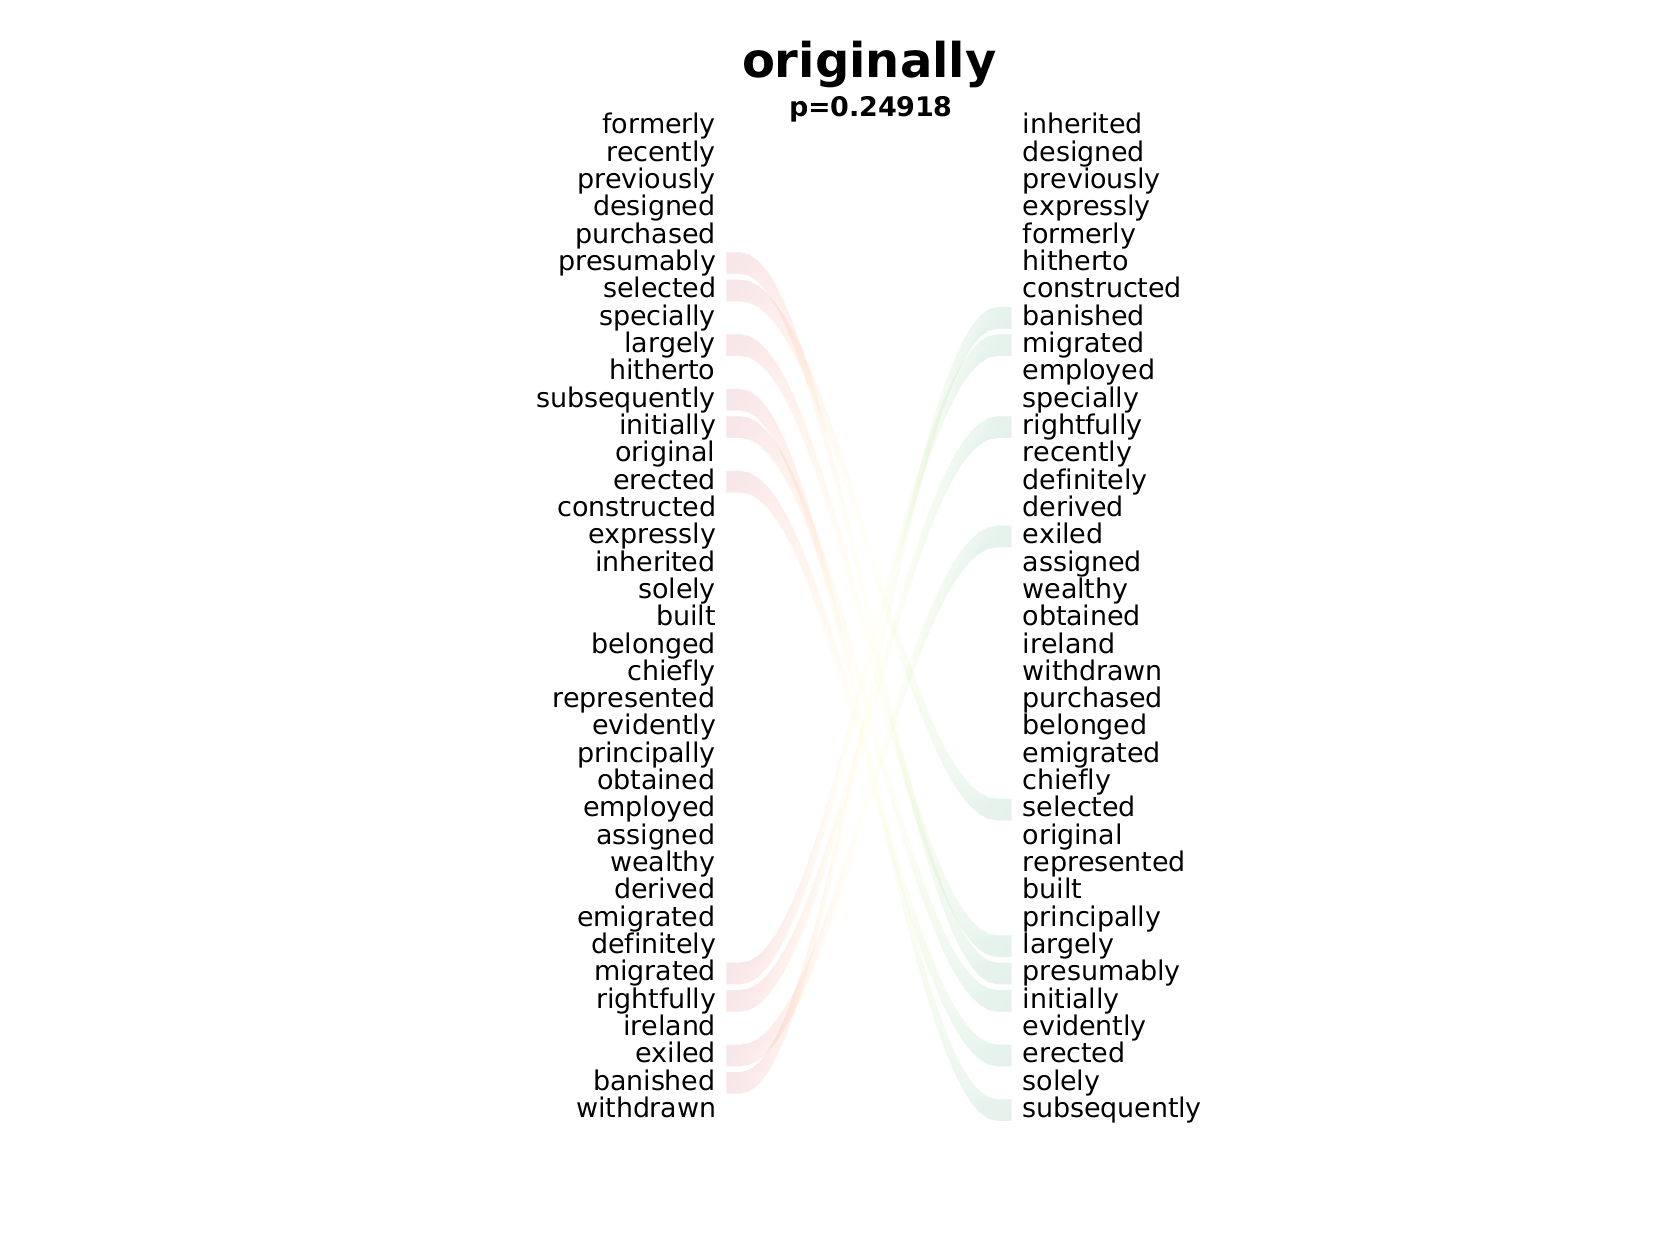 originally
p=0.24918
formerly inherited
recently designed
previously previously
designed expressly
purchased formerly
presumably hitherto
selected constructed
specially banished
largely migrated
hitherto employed
subsequently specially
initially rightfully
original recently
erected definitely
constructed derived
expressly exiled
inherited assigned
solely wealthy
built obtained
belonged ireland
chiefly withdrawn
represented purchased
evidently belonged
principally emigrated
obtained chiefly
employed selected
assigned original
wealthy represented
derived built
emigrated principally
definitely largely
migrated presumably
rightfully initially
ireland evidently
exiled erected
banished solely
withdrawn subsequently